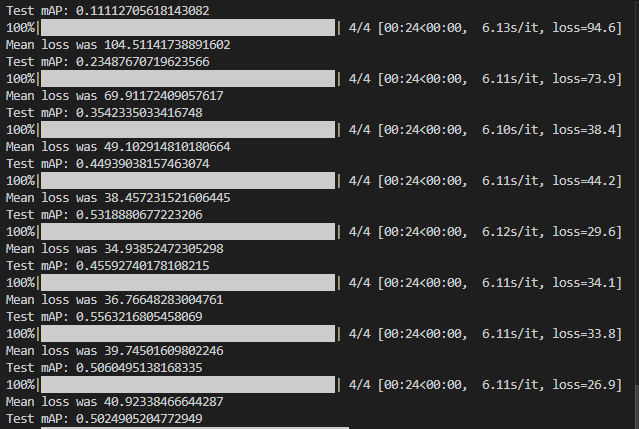 Test mAP: 0.11112705618143082
100%| | 4/4 [00:24<00:00, 6.13s/it, loss=94.6]
Mean loss was 104.51141738891602
Test mAP: 0.23487670719623566
100%| | 4/4 [00:24<00:00, 6.11s/it, loss=73.9]
Mean loss was 69.91172409057617
Test mAP: 0.3542335033416748
100%| | 4/4 [00:24<00:00, 6.10s/it, loss=38.4]
Mean loss was 49.102914810180664
Test mAP: 0.44939038157463074
100%| | 4/4 [00:24<00:00, 6.11s/it, loss=44.2]
Mean loss was 38.457231521606445
Test mAP: 0.5318880677223206
100%| | 4/4 [00:24<00:00, 6.12s/it, loss=29.6]
Mean loss was 34.93852472305298
Test mAP: 0.45592740178108215
100%| | 4/4 [00:24<00:00, 6.11s/it, loss=34.1]
Mean loss was 36.76648283004761
Test mAP: 0.5563216805458069
100%| | 4/4 [00:24<00:00, 6.11s/it, loss=33.8]
Mean loss was 39.74501609802246
Test mAP: 0.5060495138168335
100%| | 4/4 [00:24<00:00, 6.11s/it, loss=26.9]
Mean loss was 40.92338466644287
Test mAP: 0.5024905204772949